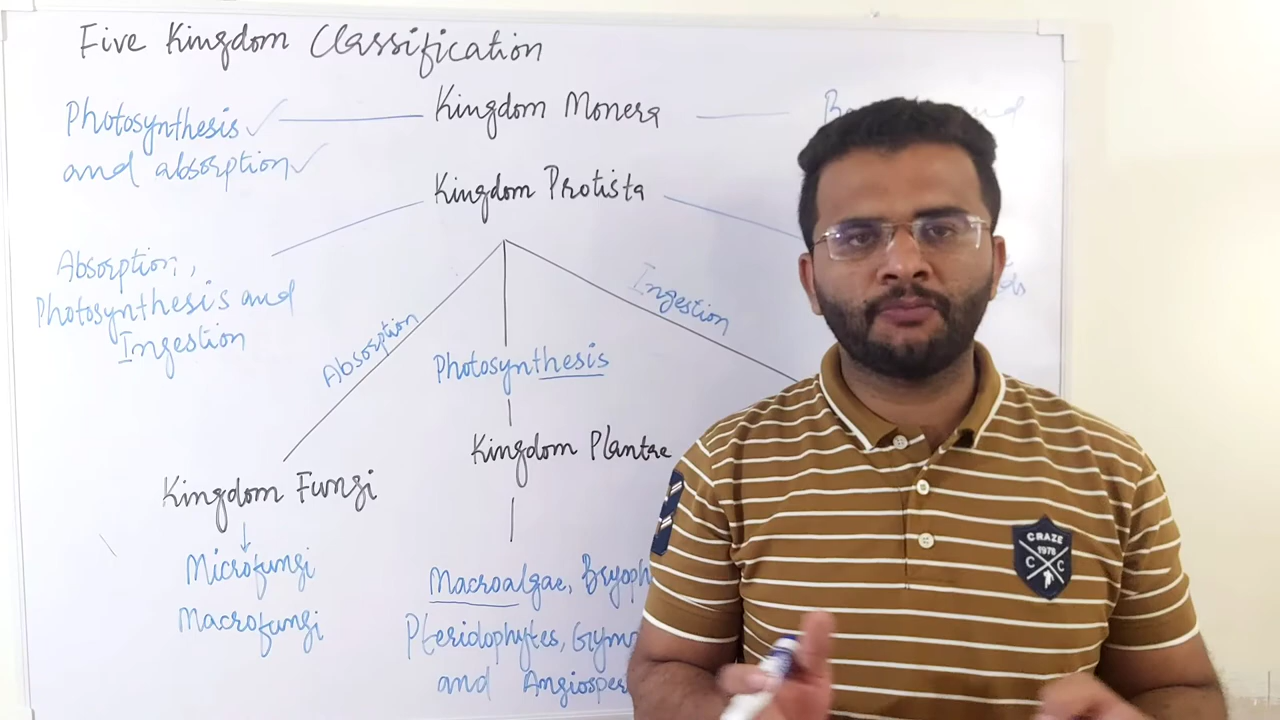 Five Kingdom Classification
Photosynthesis
and absorption
Kingdom Monera
Kingdom Protista
Absorption,
Photosynthesis and
Ingestion
Absorption
Photosynthesis
Ingestion
Kingdom Fungi
Microfungi
Macrofungi
Kingdom Plantae
Macroalgae, Bryoph
Pteridophytes, Gymno
and Angiosper
CRAZE
1978
C C